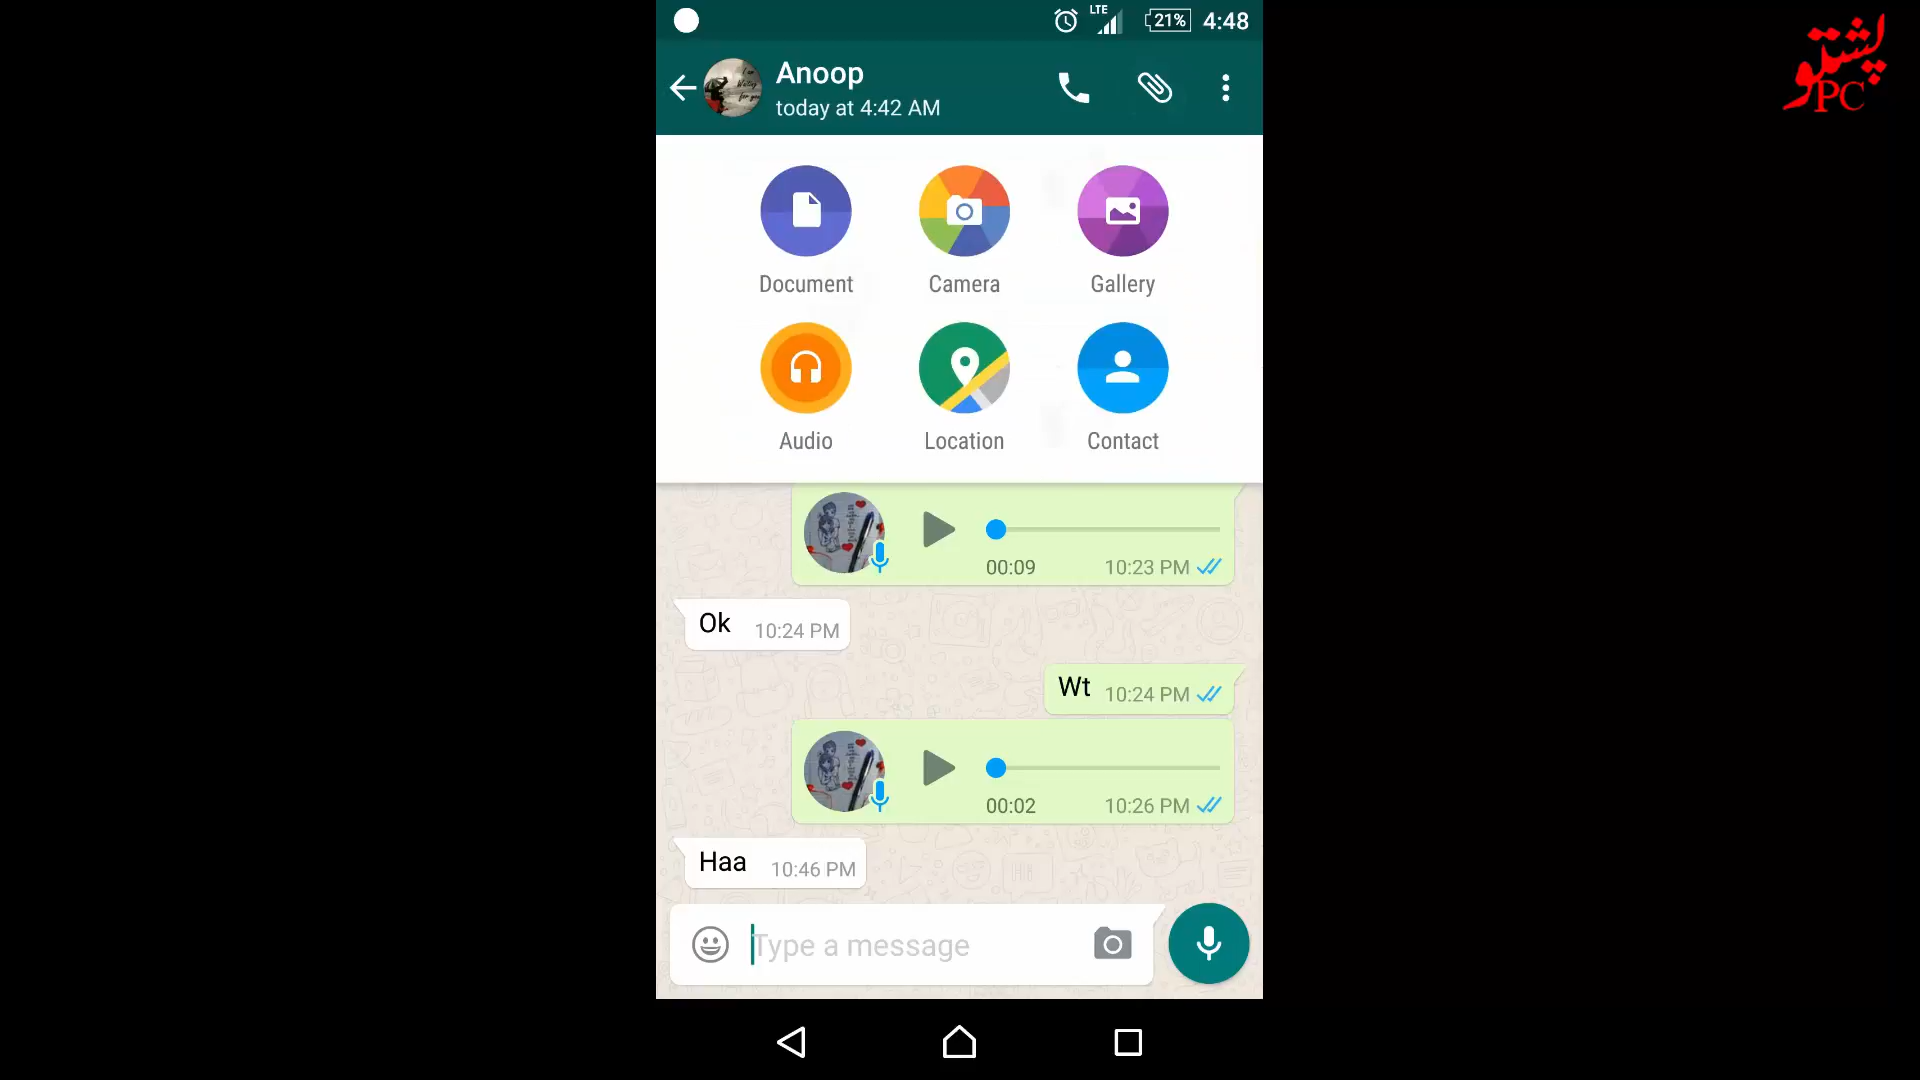 LTE
21%
4:48
پښتو
PC
Anoop
today at 4:42 AM
Document
Camera
Gallery
Audio
Location
Contact
00:09
10:23 PM
Ok
10:24 PM
Wt
10:24 PM
00:02
10:26 PM
Haa
10:46 PM
Type a message